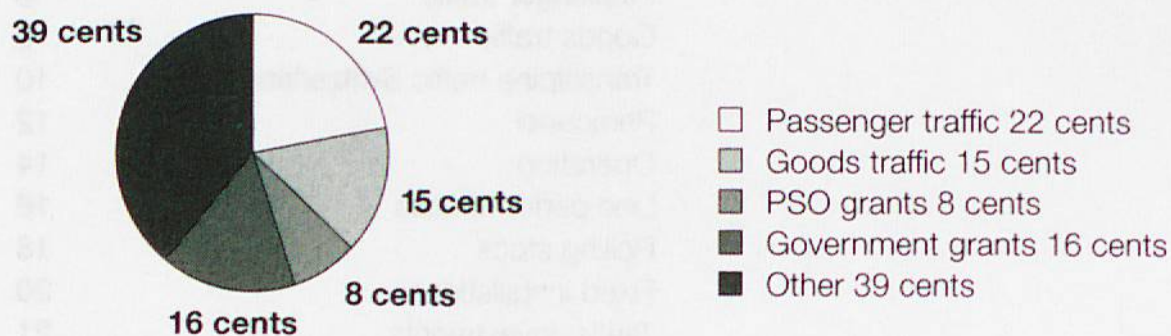 39 cents
22 cents
15 cents
8 cents
16 cents
Passenger traffic 22 cents
Goods traffic 15 cents
PSO grants 8 cents
Government grants 16 cents
Other 39 cents